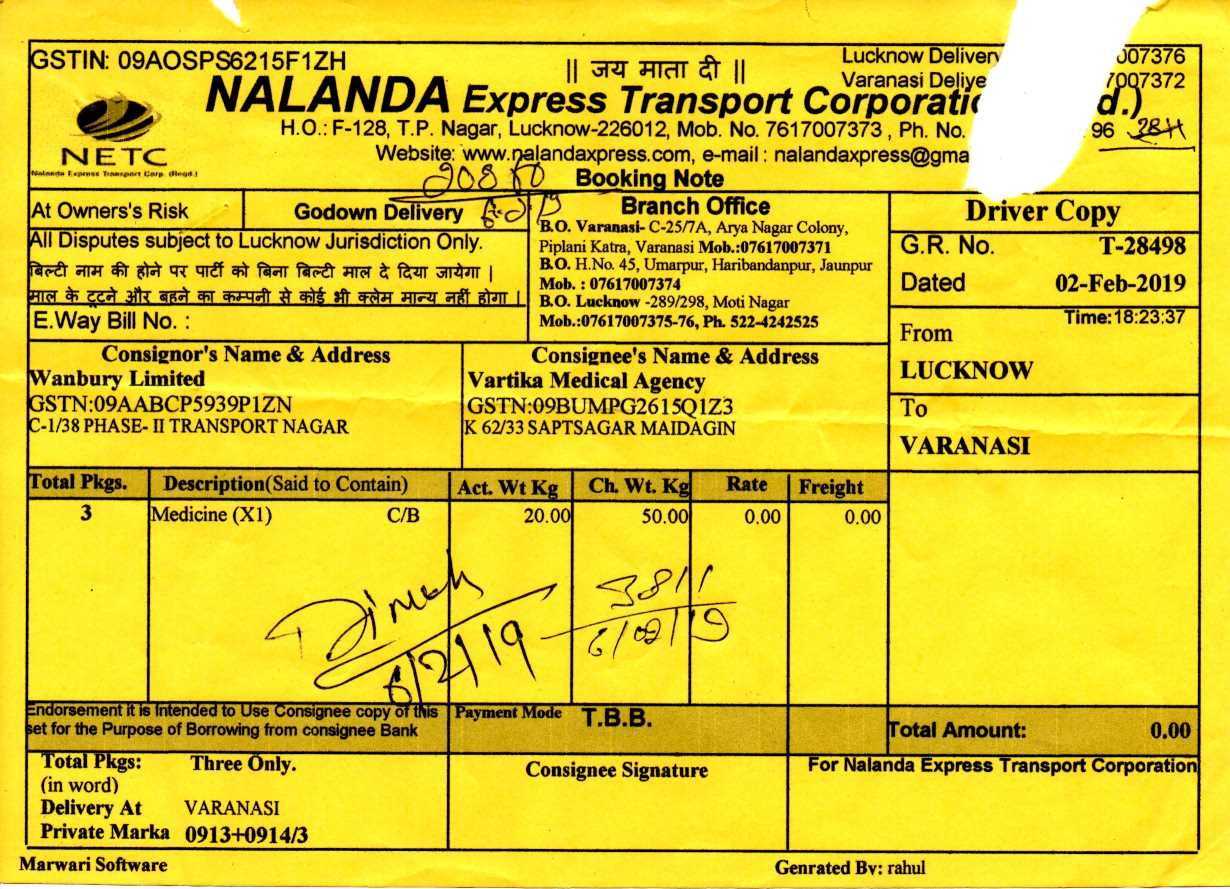 GSTIN: 09AOSPS6215F1ZH
|| जय माता दी ||
Lucknow Delivery 007376
Varanasi Delive 7007372
NALANDA Express Transport Corporati d.)
H.O.: F-128, T.P. Nagar, Lucknow-226012, Mob. No. 7617007373 , Ph. No. 96
Website: www.nalandaxpress.com, e-mail : nalandaxpress@gma
NETC
Nalanda Express Transport Corp. (Regd.)
Booking Note
At Owners's Risk
Godown Delivery
6-2-19
All Disputes subject to Lucknow Jurisdiction Only.
बिल्टी नाम की होने पर पार्टी को बिना बिल्टी माल दे दिया जायेगा |
माल के टूटने और बहने का कम्पनी से कोई भी क्लेम मान्य नहीं होगा |
E.Way Bill No. :
Branch Office
B.O. Varanasi- C-25/7A, Arya Nagar Colony,
Piplani Katra, Varanasi Mob.:07617007371
B.O. H.No. 45, Umarpur, Haribandanpur, Jaunpur
Mob. : 07617007374
B.O. Lucknow -289/298, Moti Nagar
Mob.:07617007375-76, Ph. 522-4242525
Driver Copy
G.R. No. T-28498
Dated 02-Feb-2019
Time:18:23:37
From
LUCKNOW
To
VARANASI
Consignor's Name & Address
Wanbury Limited
GSTN:09AABCP5939P1ZN
C-1/38 PHASE- II TRANSPORT NAGAR
Consignee's Name & Address
Vartika Medical Agency
GSTN:09BUMPG2615Q1Z3
K 62/33 SAPTSAGAR MAIDAGIN
Total Pkgs. Description(Said to Contain) Act. Wt Kg Ch. Wt. Kg Rate Freight
3 Medicine (X1) C/B 20.00 50.00 0.00 0.00
Dinesh
6/2/19
3811
6/02/19
Endorsement it is Intended to Use Consignee copy of this
set for the Purpose of Borrowing from consignee Bank
Payment Mode T.B.B.
Total Amount: 0.00
Total Pkgs: Three Only.
(in word)
Delivery At VARANASI
Private Marka 0913+0914/3
Consignee Signature
For Nalanda Express Transport Corporation
Marwari Software
Genrated By: rahul